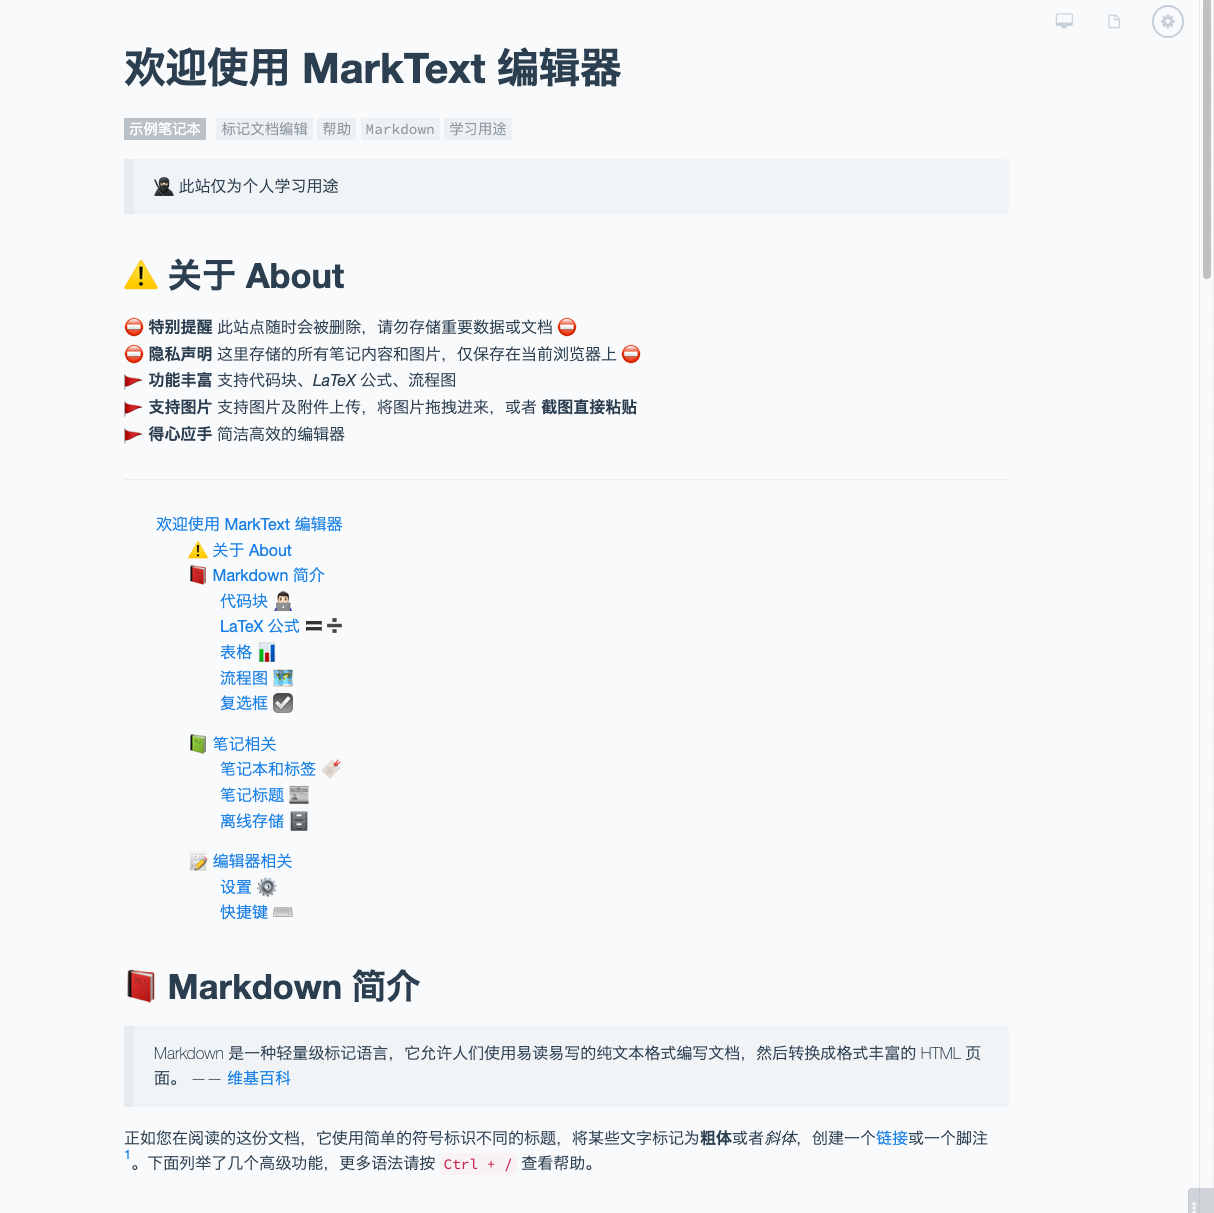 欢迎使用 MarkText 编辑器
示例笔记本 标记文档编辑 帮助 Markdown 学习用途
此站仅为个人学习用途
关于 About
特别提醒 此站点随时会被删除，请勿存储重要数据或文档
隐私声明 这里存储的所有笔记内容和图片，仅保存在当前浏览器上
功能丰富 支持代码块、LaTeX 公式、流程图
支持图片 支持图片及附件上传，将图片拖拽进来，或者 截图直接粘贴
得心应手 简洁高效的编辑器
欢迎使用 MarkText 编辑器
关于 About
Markdown 简介
代码块
LaTeX 公式
表格
流程图
复选框
笔记相关
笔记本和标签
笔记标题
离线存储
编辑器相关
设置
快捷键
Markdown 简介
Markdown 是一种轻量级标记语言，它允许人们使用易读易写的纯文本格式编写文档，然后转换成格式丰富的 HTML 页
面。 —— 维基百科
正如您在阅读的这份文档，它使用简单的符号标识不同的标题，将某些文字标记为粗体或者斜体，创建一个链接或一个脚注
1。下面列举了几个高级功能，更多语法请按 Ctrl + / 查看帮助。